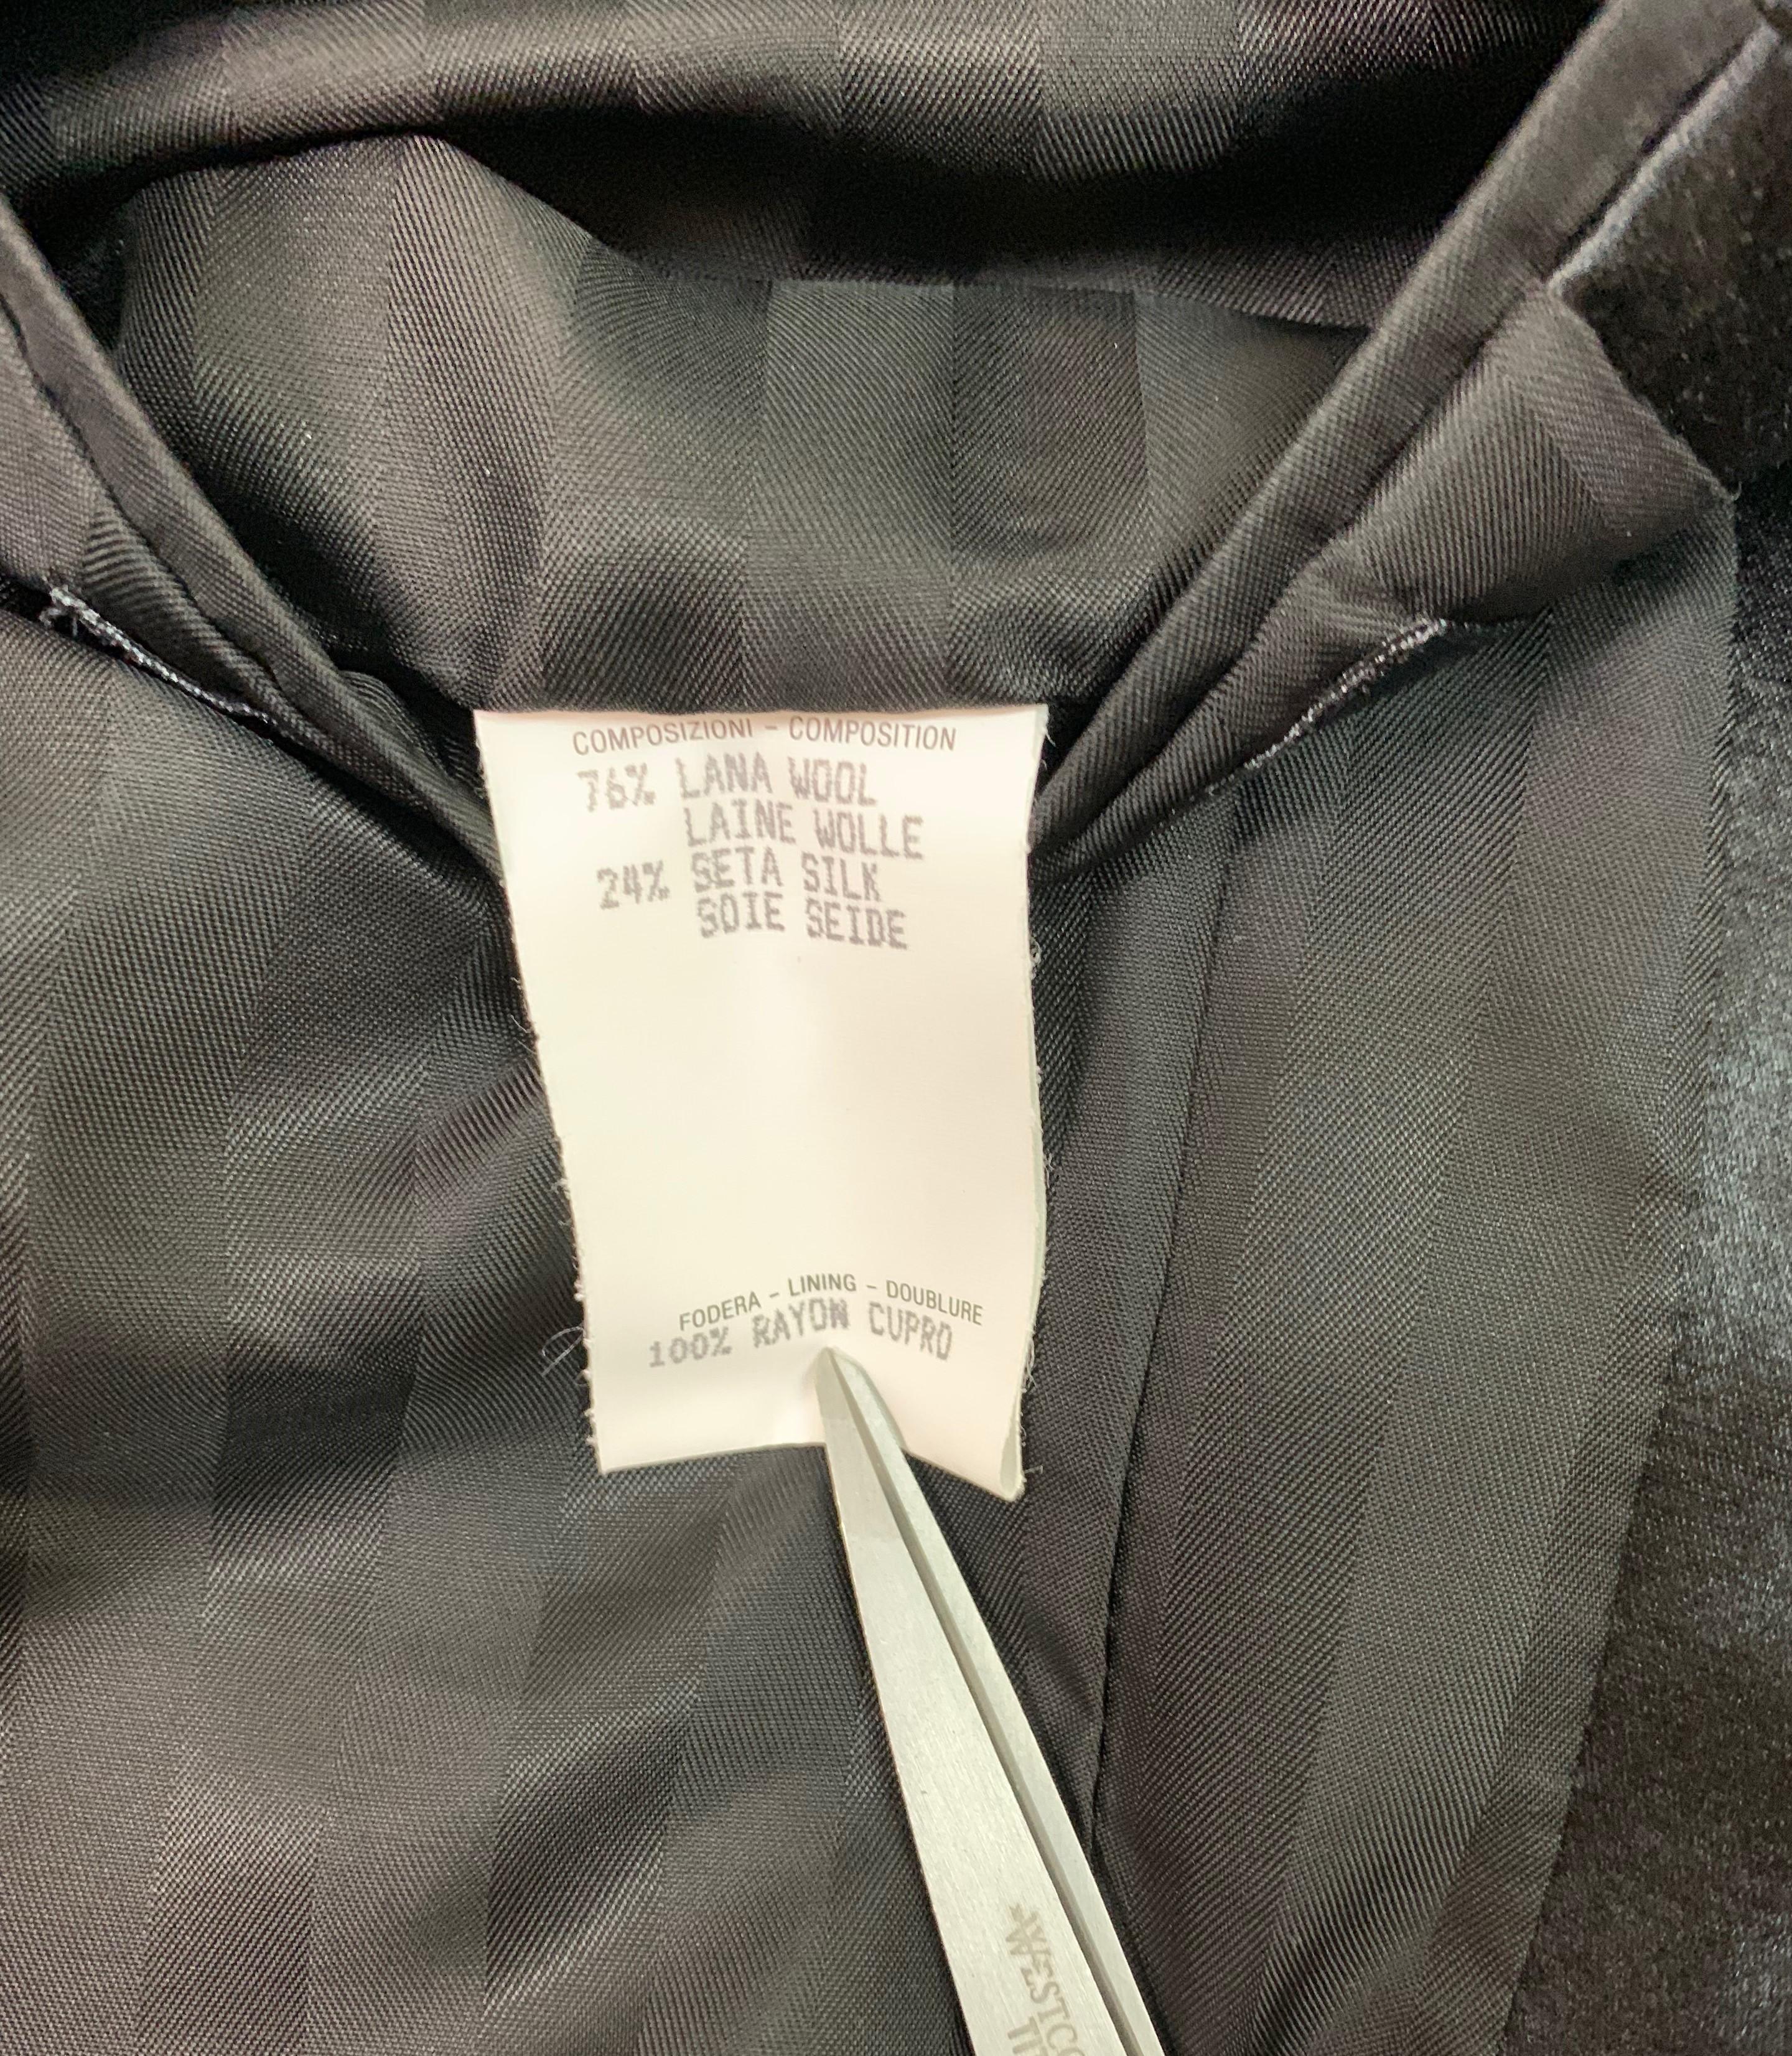 COMPOSIZIONI - COMPOSITION
76% LANA WOOL
LAINE WOLLE
24% SETA SILK
SOIE SEIDE
FODERA - LINING - DOUBLURE
100% RAYON CUPRO